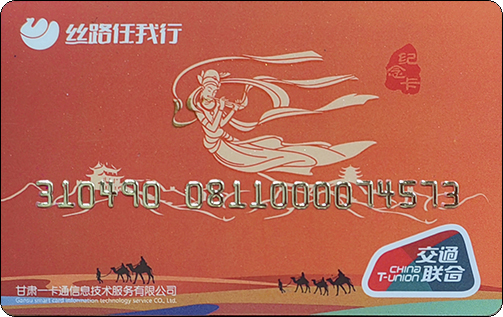 丝路任我行
纪念卡
310490 0811000074573
交通
CHINA
T-UNION
联合
甘肃一卡通信息技术服务有限公司
Gansu smart card information technology service CO., Ltd.